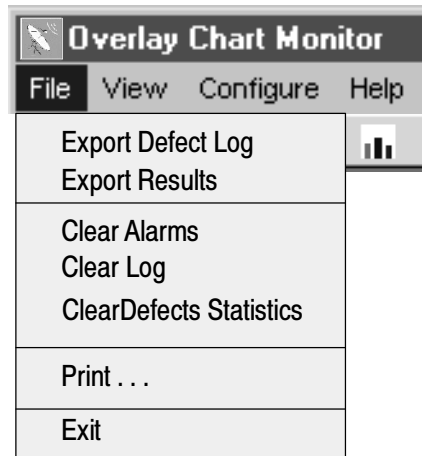 Overlay Chart Monitor
File View Configure Help
Export Defect Log
Export Results
Clear Alarms
Clear Log
ClearDefects Statistics
Print . . .
Exit